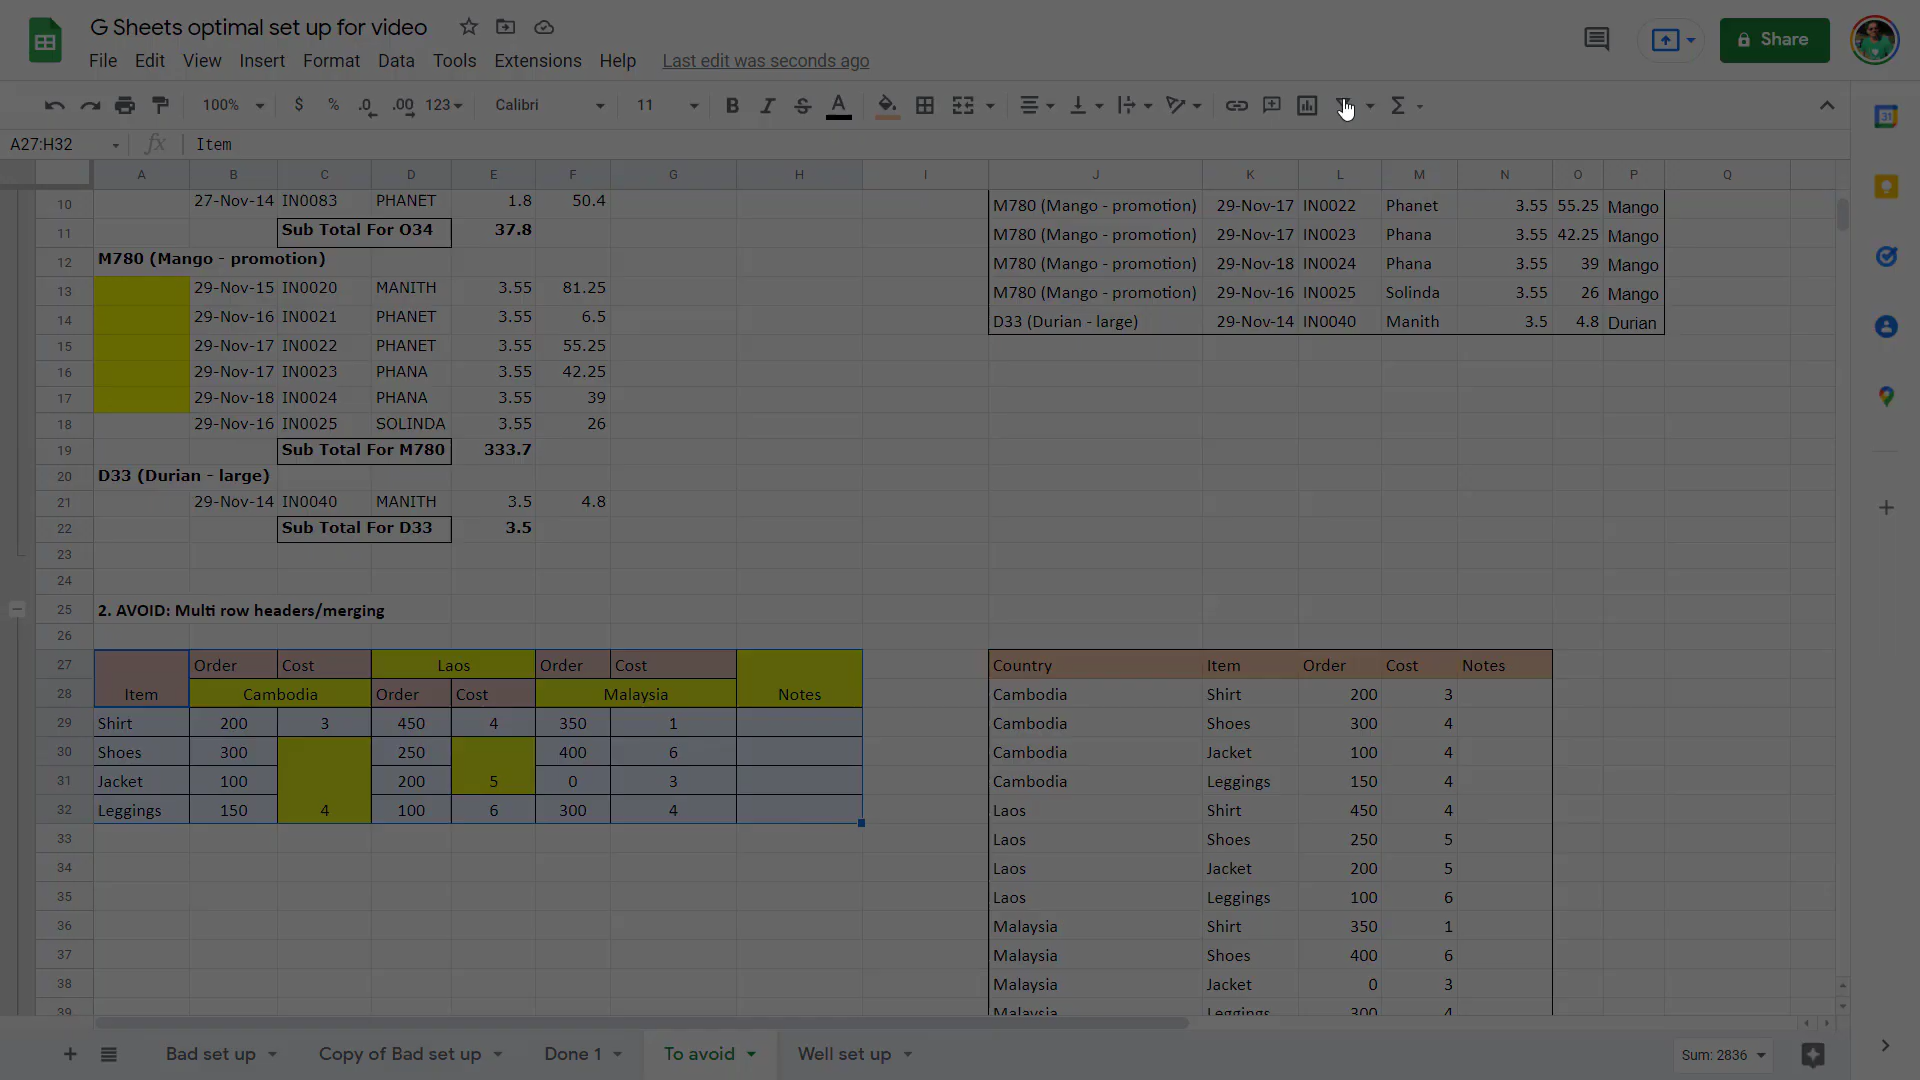 G Sheets optimal set up for video
File Edit View Insert Format Data Tools Extensions Help Last edit was seconds ago
Share
100% $ % .0 .00 123 Calibri 11 B I S A Σ
A27:H32 fx Item
31
A B C D E F G H I J K L M N O P Q
10 27-Nov-14 IN0083 PHANET 1.8 50.4 M780 (Mango - promotion) 29-Nov-17 IN0022 Phanet 3.55 55.25 Mango
11 Sub Total For O34 37.8 M780 (Mango - promotion) 29-Nov-17 IN0023 Phana 3.55 42.25 Mango
12 M780 (Mango - promotion) M780 (Mango - promotion) 29-Nov-18 IN0024 Phana 3.55 39 Mango
13 29-Nov-15 IN0020 MANITH 3.55 81.25 M780 (Mango - promotion) 29-Nov-16 IN0025 Solinda 3.55 26 Mango
14 29-Nov-16 IN0021 PHANET 3.55 6.5 D33 (Durian - large) 29-Nov-14 IN0040 Manith 3.5 4.8 Durian
15 29-Nov-17 IN0022 PHANET 3.55 55.25
16 29-Nov-17 IN0023 PHANA 3.55 42.25
17 29-Nov-18 IN0024 PHANA 3.55 39
18 29-Nov-16 IN0025 SOLINDA 3.55 26
19 Sub Total For M780 333.7
20 D33 (Durian - large)
21 29-Nov-14 IN0040 MANITH 3.5 4.8
22 Sub Total For D33 3.5
23
24
25 2. AVOID: Multi row headers/merging
26
27 Order Cost Laos Order Cost Country Item Order Cost Notes
28 Item Cambodia Order Cost Malaysia Notes Cambodia Shirt 200 3
29 Shirt 200 3 450 4 350 1 Cambodia Shoes 300 4
30 Shoes 300 250 400 6 Cambodia Jacket 100 4
31 Jacket 100 200 5 0 3 Cambodia Leggings 150 4
32 Leggings 150 4 100 6 300 4 Laos Shirt 450 4
33 Laos Shoes 250 5
34 Laos Jacket 200 5
35 Laos Leggings 100 6
36 Malaysia Shirt 350 1
37 Malaysia Shoes 400 6
38 Malaysia Jacket 0 3
39 Malaysia Leggings 300 4
Bad set up Copy of Bad set up Done 1 To avoid Well set up Sum: 2836